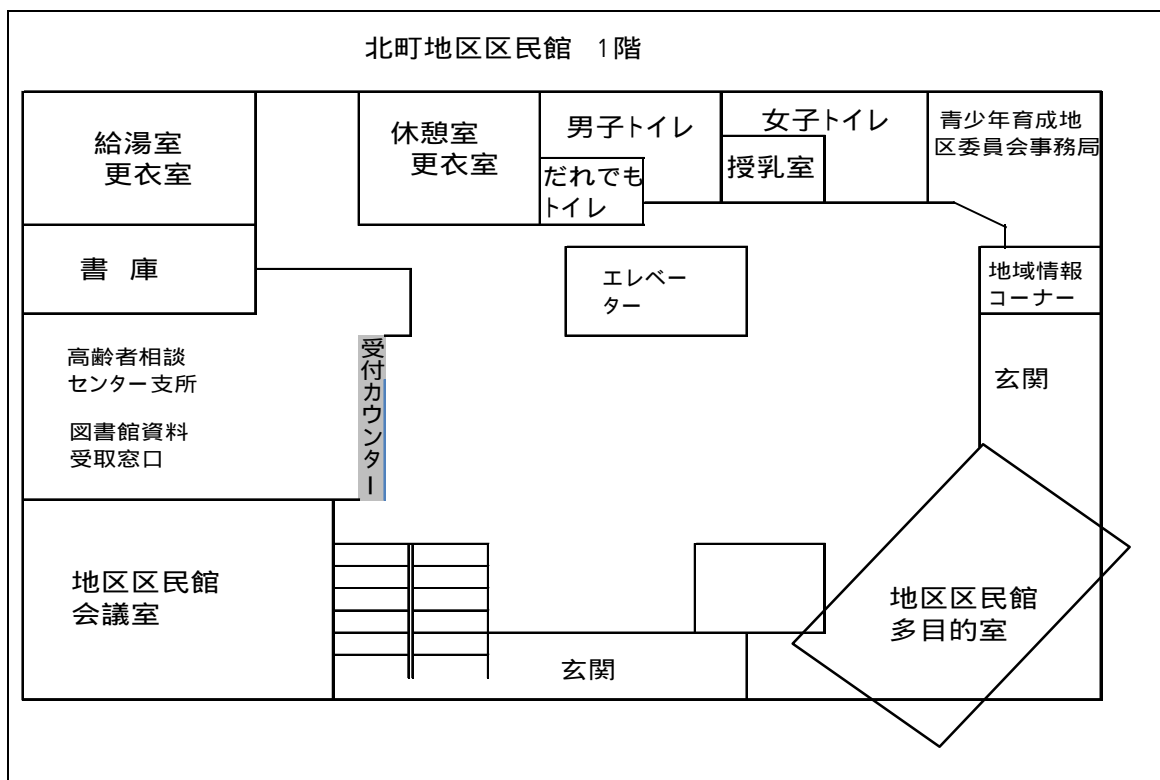 北町地区区民館 1階
給湯室
更衣室
休憩室
更衣室
男子トイレ
だれでも
トイレ
女子トイレ
授乳室
青少年育成地
区委員会事務局
書 庫
エレベー
ター
地域情報
コーナー
高齢者相談
センター支所
図書館資料
受取窓口
受付カウンター
玄関
地区区民館
会議室
地区区民館
多目的室
玄関